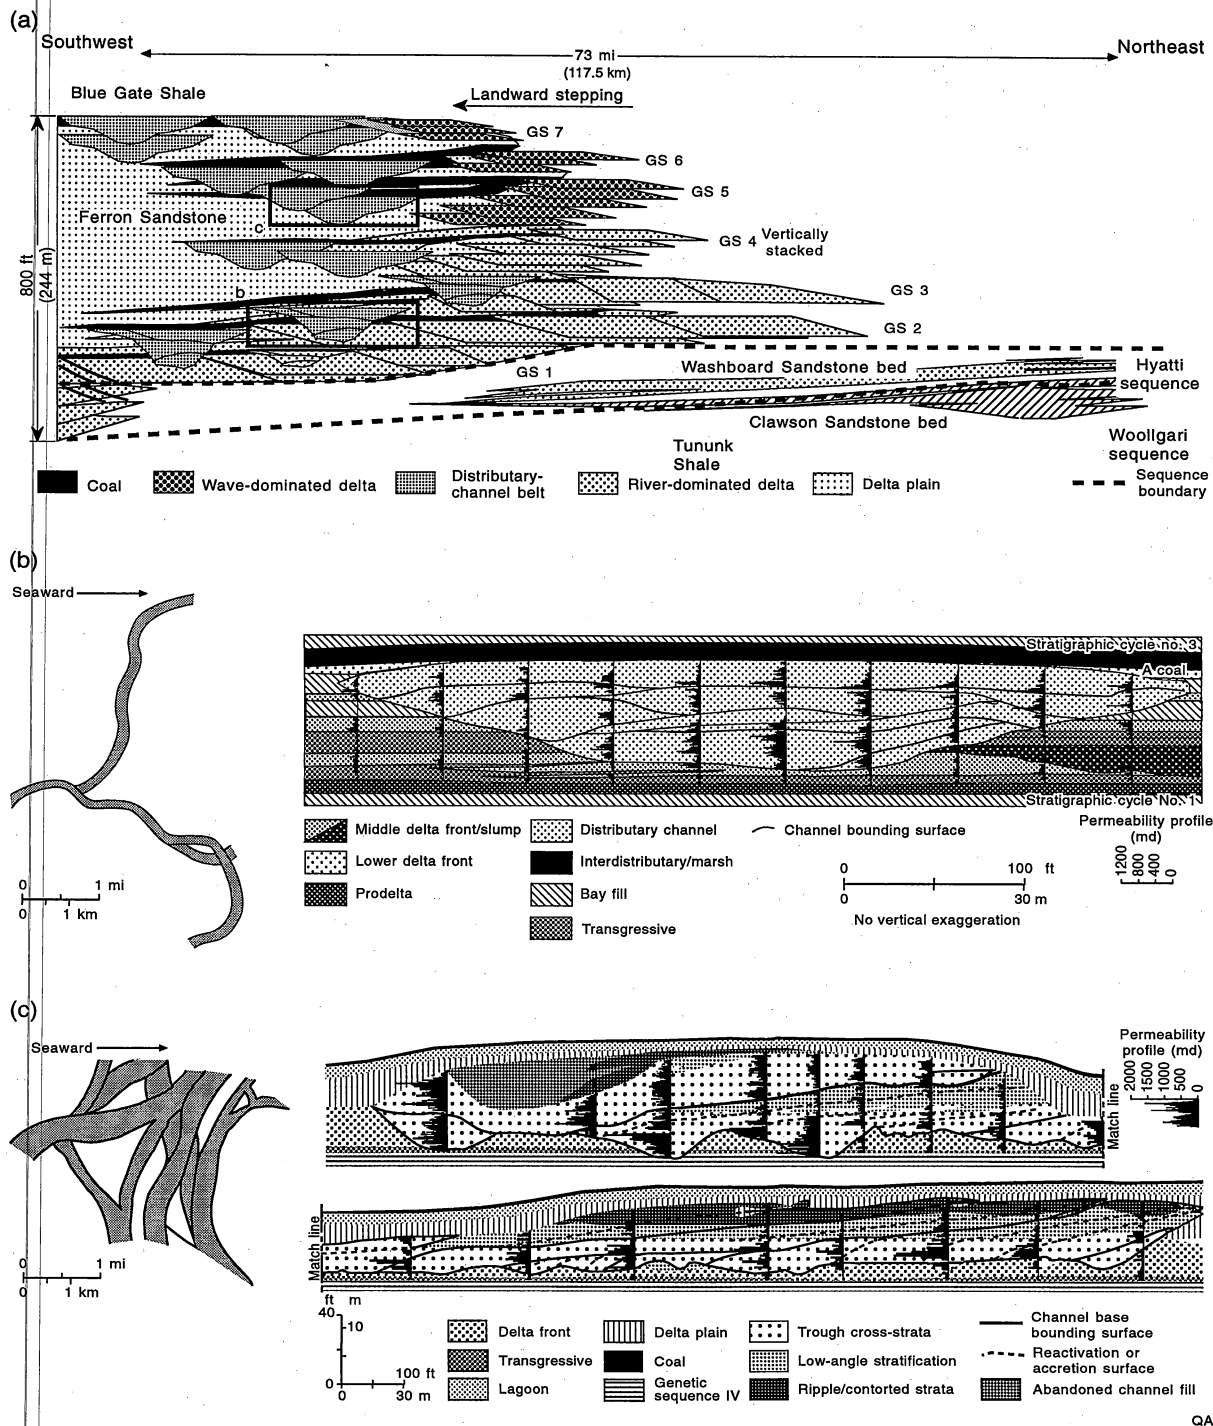 (a)
Southwest
73 mi
(117.5 km)
Northeast
Blue Gate Shale
Landward stepping
GS 7
GS 6
GS 5
Ferron Sandstone
c
GS 4 Vertically
stacked
800 ft
(244 m)
b
GS 3
GS 2
GS 1
Washboard Sandstone bed
Hyatti
sequence
Clawson Sandstone bed
Tununk
Shale
Woollgari
sequence
Coal
Wave-dominated delta
Distributary-
channel belt
River-dominated delta
Delta plain
Sequence
boundary
(b)
Seaward
Stratigraphic cycle no. 3
A coal
Stratigraphic cycle No. 1
0 1 mi
0 1 km
Middle delta front/slump
Distributary channel
Channel bounding surface
Lower delta front
Interdistributary/marsh
Prodelta
Bay fill
Transgressive
0 100 ft
0 30 m
No vertical exaggeration
Permeability profile
(md)
1200
800
400
0
(c)
Seaward
0 1 mi
0 1 km
Permeability
profile (md)
2000
1500
1000
500
0
Match line
Match line
ft m
40
10
0
100 ft
0 30 m
Delta front
Delta plain
Trough cross-strata
Channel base
bounding surface
Transgressive
Coal
Low-angle stratification
Reactivation or
accretion surface
Lagoon
Genetic
sequence IV
Ripple/contorted strata
Abandoned channel fill
QA